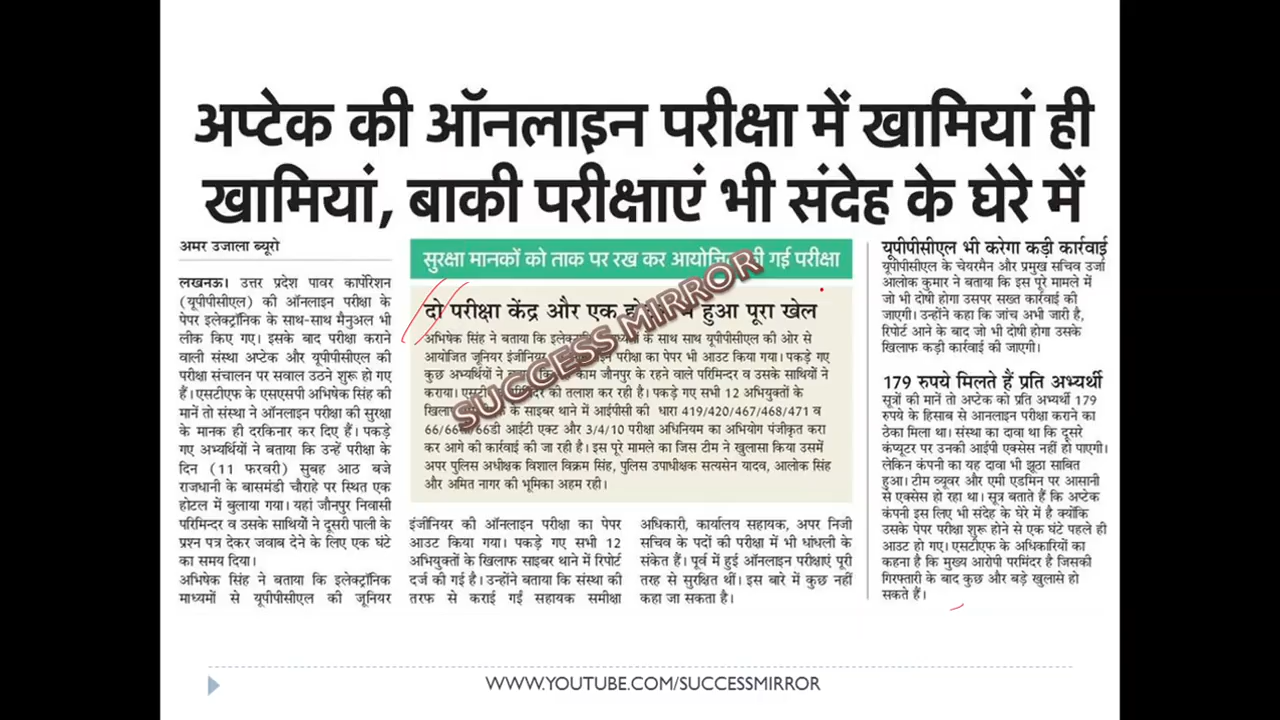 अप्टेक की ऑनलाइन परीक्षा में खामियां ही
खामियां, बाकी परीक्षाएं भी संदेह के घेरे में
अमर उजाला ब्यूरो
लखनऊ। उत्तर प्रदेश पावर कार्पोरेशन
(यूपीपीसीएल) की ऑनलाइन परीक्षा के
पेपर इलेक्ट्रॉनिक के साथ-साथ मैनुअल भी
लीक किए गए। इसके बाद परीक्षा कराने
वाली संस्था अप्टेक और यूपीपीसीएल की
परीक्षा संचालन पर सवाल उठने शुरू हो गए
हैं। एसटीएफ के एसएसपी अभिषेक सिंह की
मानें तो संस्था ने ऑनलाइन परीक्षा की सुरक्षा
के मानक ही दरकिनार कर दिए हैं। पकड़े
गए अभ्यर्थियों ने बताया कि उन्हें परीक्षा के
दिन (11 फरवरी) सुबह आठ बजे
राजधानी के बासमंडी चौराहे पर स्थित एक
होटल में बुलाया गया। यहां जौनपुर निवासी
परिमिन्दर व उसके साथियों ने दूसरी पाली के
प्रश्न पत्र देकर जवाब देने के लिए एक घंटे
का समय दिया।
अभिषेक सिंह ने बताया कि इलेक्ट्रॉनिक
माध्यमों से यूपीपीसीएल की जूनियर
सुरक्षा मानकों को ताक पर रख कर आयोजित की गई परीक्षा
दो परीक्षा केंद्र और एक हुआ पूरा खेल
अभिषेक सिंह ने बताया कि के साथ साथ यूपीपीसीएल की ओर से
आयोजित जूनियर इंजीनियर परीक्षा का पेपर भी आउट किया गया। पकड़े गए
कुछ अभ्यर्थियों ने काम जौनपुर के रहने वाले परिमिन्दर व उसके साथियों ने
कराया। को तलाश कर रही है। पकड़े गए सभी 12 अभियुक्तों के
खिलाफ के साइबर थाने में आईपीसी की धारा 419/420/467/468/471 व
66/66 66डी आईटी एक्ट और 3/4/10 परीक्षा अधिनियम का अभियोग पंजीकृत करा
कर आगे की कार्रवाई की जा रही है। इस पूरे मामले का जिस टीम ने खुलासा किया उसमें
अपर पुलिस अधीक्षक विशाल विक्रम सिंह, पुलिस उपाधीक्षक सत्यसेन यादव, आलोक सिंह
और अमित नागर की भूमिका अहम रही।
SUCCESS MIRROR
इंजीनियर की ऑनलाइन परीक्षा का पेपर
आउट किया गया। पकड़े गए सभी 12
अभियुक्तों के खिलाफ साइबर थाने में रिपोर्ट
दर्ज की गई है। उन्होंने बताया कि संस्था की
तरफ से कराई गई सहायक समीक्षा
अधिकारी, कार्यालय सहायक, अपर निजी
सचिव के पदों की परीक्षा में भी धांधली के
संकेत हैं। पूर्व में हुई ऑनलाइन परीक्षाएं पूरी
तरह से सुरक्षित थीं। इस बारे में कुछ नहीं
कहा जा सकता है।
यूपीपीसीएल भी करेगा कड़ी कार्रवाई
यूपीपीसीएल के चेयरमैन और प्रमुख सचिव उर्जा
आलोक कुमार ने बताया कि इस पूरे मामले में
जो भी दोषी होगा उसपर सख्त कार्रवाई की
जाएगी। उन्होंने कहा कि जांच अभी जारी है,
रिपोर्ट आने के बाद जो भी दोषी होगा उसके
खिलाफ कड़ी कार्रवाई की जाएगी।
179 रुपये मिलते हैं प्रति अभ्यर्थी
सूत्रों की मानें तो अप्टेक को प्रति अभ्यर्थी 179
रुपये के हिसाब से आनलाइन परीक्षा कराने का
ठेका मिला था। संस्था का दावा था कि दूसरे
कंप्यूटर पर उनकी आईपी एक्सेस नहीं हो पाएगी।
लेकिन कंपनी का यह दावा भी झूठा साबित
हुआ। टीम व्यूवर और एमी एडमिन पर आसानी
से एक्सेस हो रहा था। सूत्र बताते हैं कि अप्टेक
कंपनी इस लिए भी संदेह के घेरे में है क्योंकि
उसके पेपर परीक्षा शुरू होने से एक घंटे पहले ही
आउट हो गए। एसटीएफ के अधिकारियों का
कहना है कि मुख्य आरोपी परमिंदर है जिसकी
गिरफ्तारी के बाद कुछ और बड़े खुलासे हो
सकते हैं।
WWW.YOUTUBE.COM/SUCCESSMIRROR